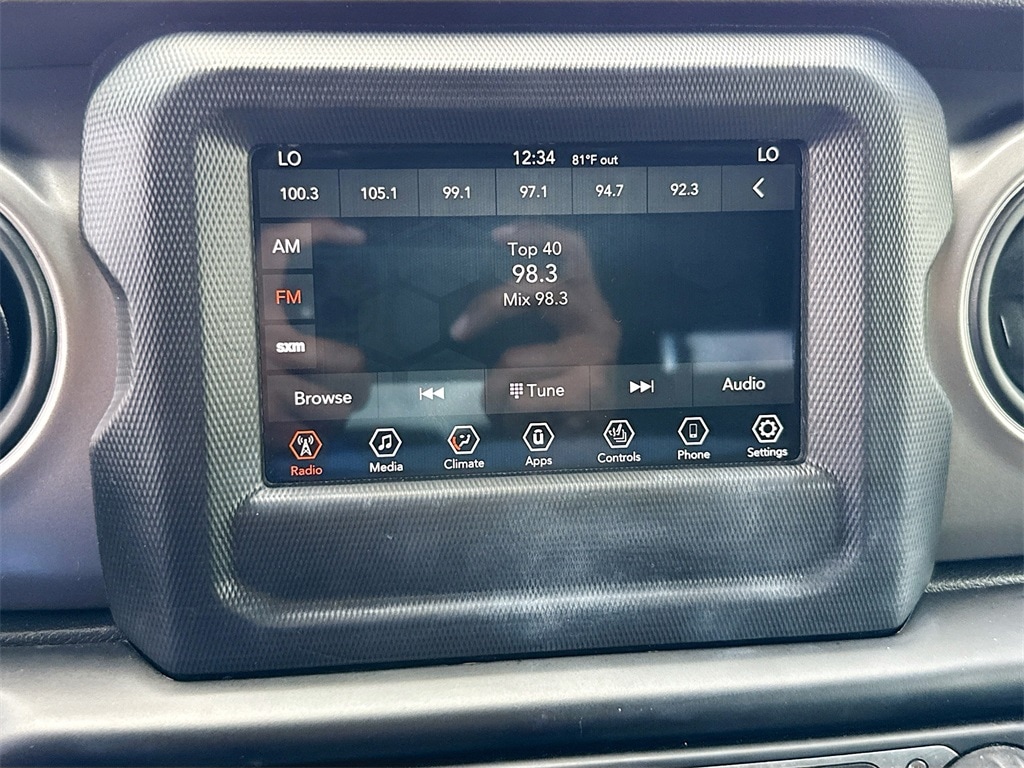 LO 12:34 81°F out LO
100.3 105.1 99.1 97.1 94.7 92.3
AM
Top 40
98.3
FM
Mix 98.3
sxm
Browse Tune Audio
Radio Media Climate Apps Controls Phone Settings